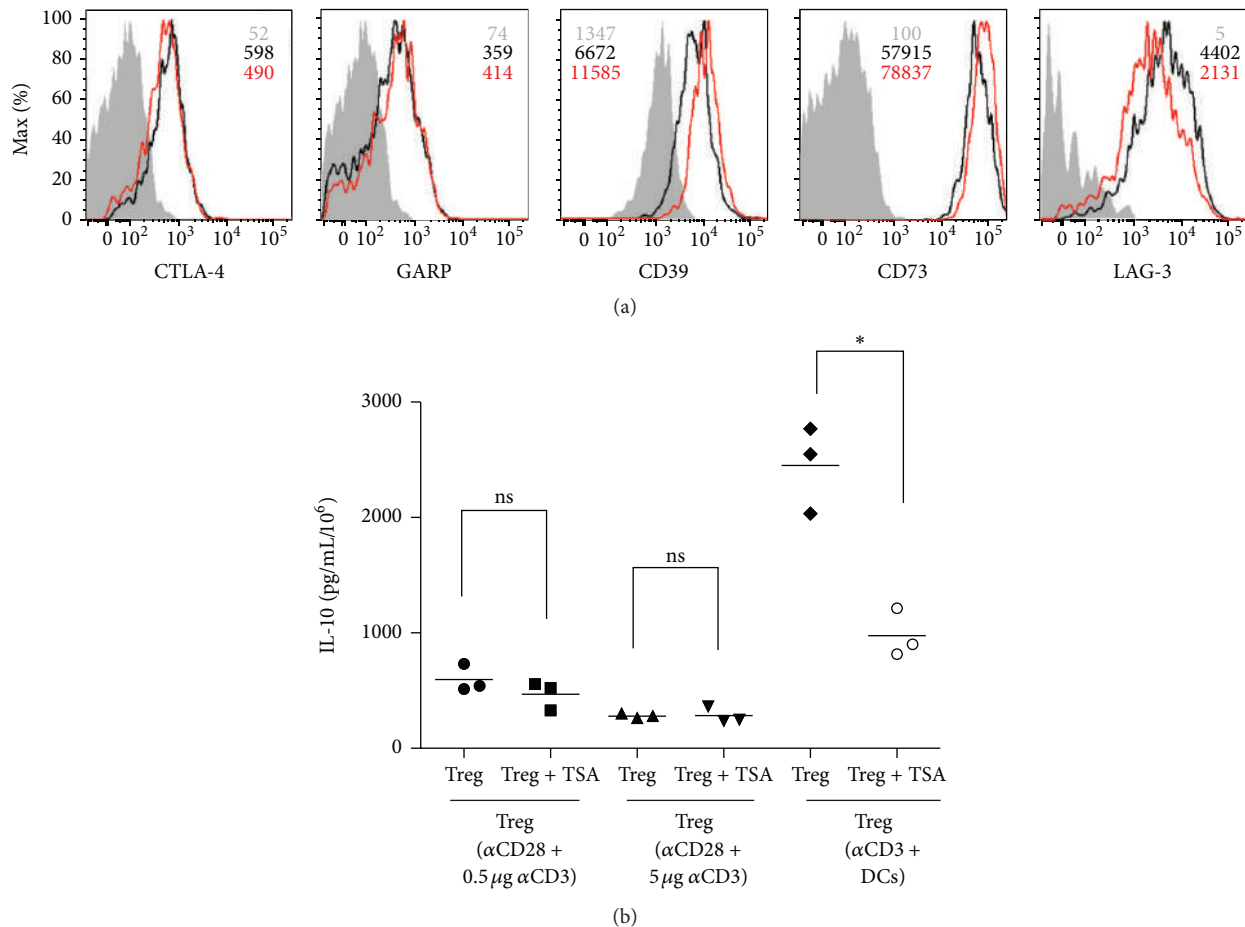 Max (%)
100
80
60
40
20
0
52
598
490
0 10² 10³ 10⁴ 10⁵
CTLA-4
74
359
414
0 10² 10³ 10⁴ 10⁵
GARP
1347
6672
11585
0 10² 10³ 10⁴ 10⁵
CD39
100
57915
78837
0 10² 10³ 10⁴ 10⁵
CD73
5
4402
2131
0 10² 10³ 10⁴ 10⁵
LAG-3
(a)
IL-10 (pg/mL/10⁶)
3000
2000
1000
0
ns
ns
*
Treg Treg + TSA Treg Treg + TSA Treg Treg + TSA
Treg
(αCD28 +
0.5 μg αCD3)
Treg
(αCD28 +
5 μg αCD3)
Treg
(αCD3 +
DCs)
(b)